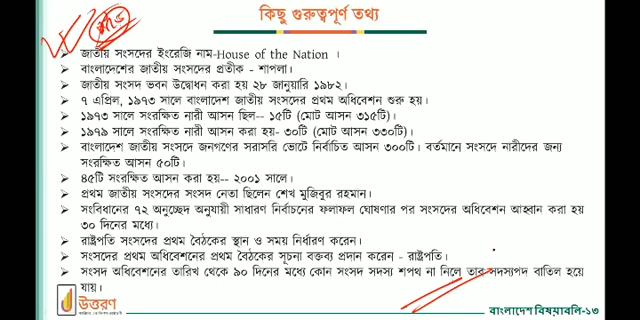 কিছু গুরুত্বপূর্ণ তথ্য
জাতীয় সংসদের ইংরেজি নাম-House of the Nation ।
বাংলাদেশের জাতীয় সংসদের প্রতীক - শাপলা।
জাতীয় সংসদ ভবন উদ্বোধন করা হয় ২৮ জানুয়ারি ১৯৮২।
৭ এপ্রিল, ১৯৭৩ সালে বাংলাদেশ জাতীয় সংসদের প্রথম অধিবেশন শুরু হয়।
১৯৭৩ সালে সংরক্ষিত নারী আসন ছিল-- ১৫টি (মোট আসন ৩১৫টি)।
১৯৭৯ সালে সংরক্ষিত নারী আসন করা হয়- ৩০টি (মোট আসন ৩৩০টি)।
বাংলাদেশ জাতীয় সংসদে জনগণের সরাসরি ভোটে নির্বাচিত আসন ৩০০টি। বর্তমানে সংসদে নারীদের জন্য
সংরক্ষিত আসন ৫০টি।
৪৫টি সংরক্ষিত আসন করা হয়-- ২০০১ সালে।
প্রথম জাতীয় সংসদের সংসদ নেতা ছিলেন শেখ মুজিবুর রহমান।
সংবিধানের ৭২ অনুচ্ছেদ অনুযায়ী সাধারণ নির্বাচনের ফলাফল ঘোষণার পর সংসদের অধিবেশন আহ্বান করা হয়
৩০ দিনের মধ্যে।
রাষ্ট্রপতি সংসদের প্রথম বৈঠকের স্থান ও সময় নির্ধারণ করেন।
সংসদের প্রথম অধিবেশনের প্রথম বৈঠকের সূচনা বক্তব্য প্রদান করেন - রাষ্ট্রপতি।
সংসদ অধিবেশনের তারিখ থেকে ৯০ দিনের মধ্যে কোন সংসদ সদস্য শপথ না নিলে তার সদস্যপদ বাতিল হয়ে
যায়।
উত্তরণ
বাংলাদেশ বিষয়াবলি-১৩